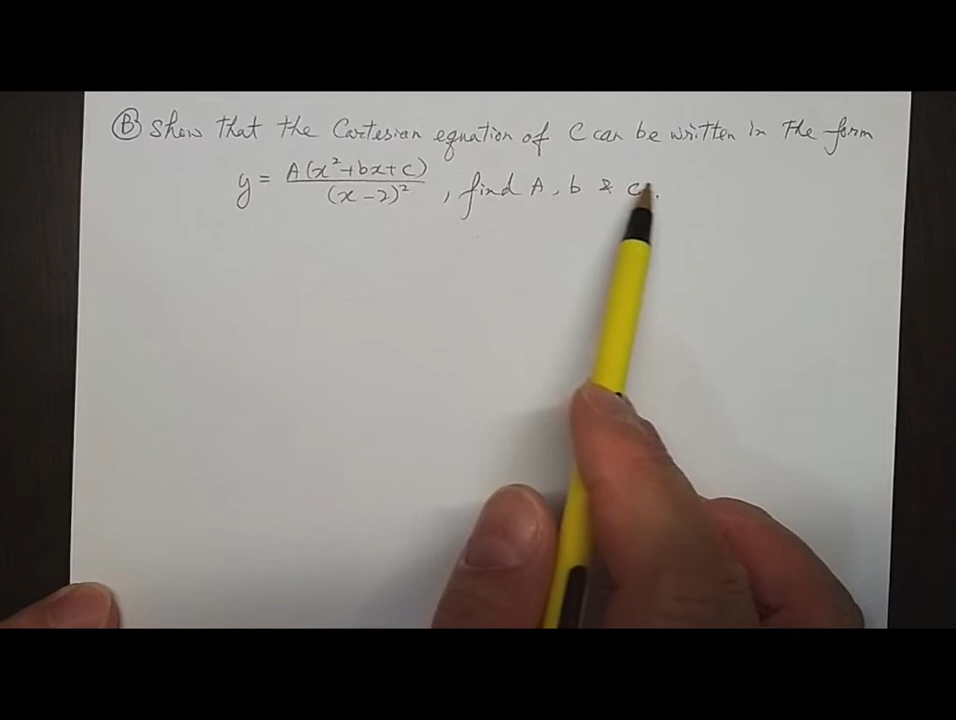 Ⓑ Show that the Cartesian equation of C can be written in the form
y = A(x²+bx+c) / (x-2)² , find A, b & c.